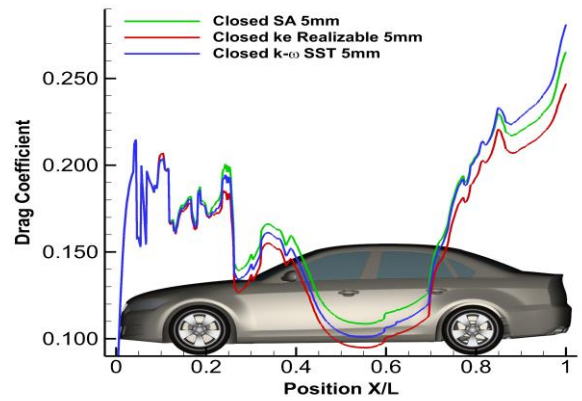 Closed SA 5mm
Closed ke Realizable 5mm
Closed k-ω SST 5mm
0.250
0.200
0.150
0.100
Drag Coefficient
0 0.2 0.4 0.6 0.8 1
Position X/L